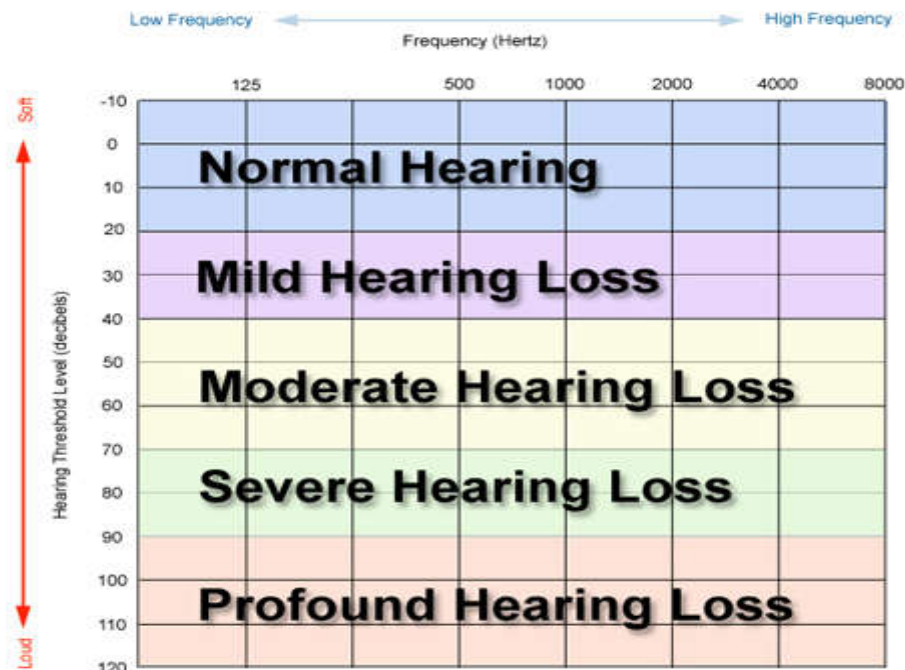 Low Frequency High Frequency
Frequency (Hertz)
125 500 1000 2000 4000 8000
Soft
-10
0
Normal Hearing
10
20
Mild Hearing Loss
30
40
Hearing Threshold Level (decibels)
50
Moderate Hearing Loss
60
70
Severe Hearing Loss
80
90
100
Profound Hearing Loss
110
Loud
120